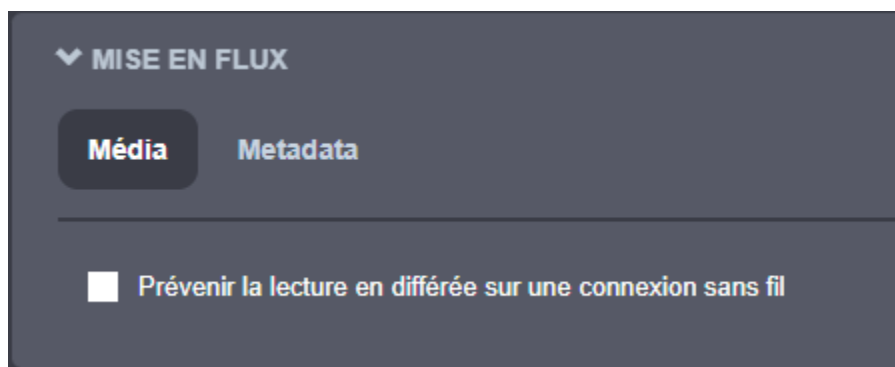 MISE EN FLUX
Média Metadata
Prévenir la lecture en différée sur une connexion sans fil